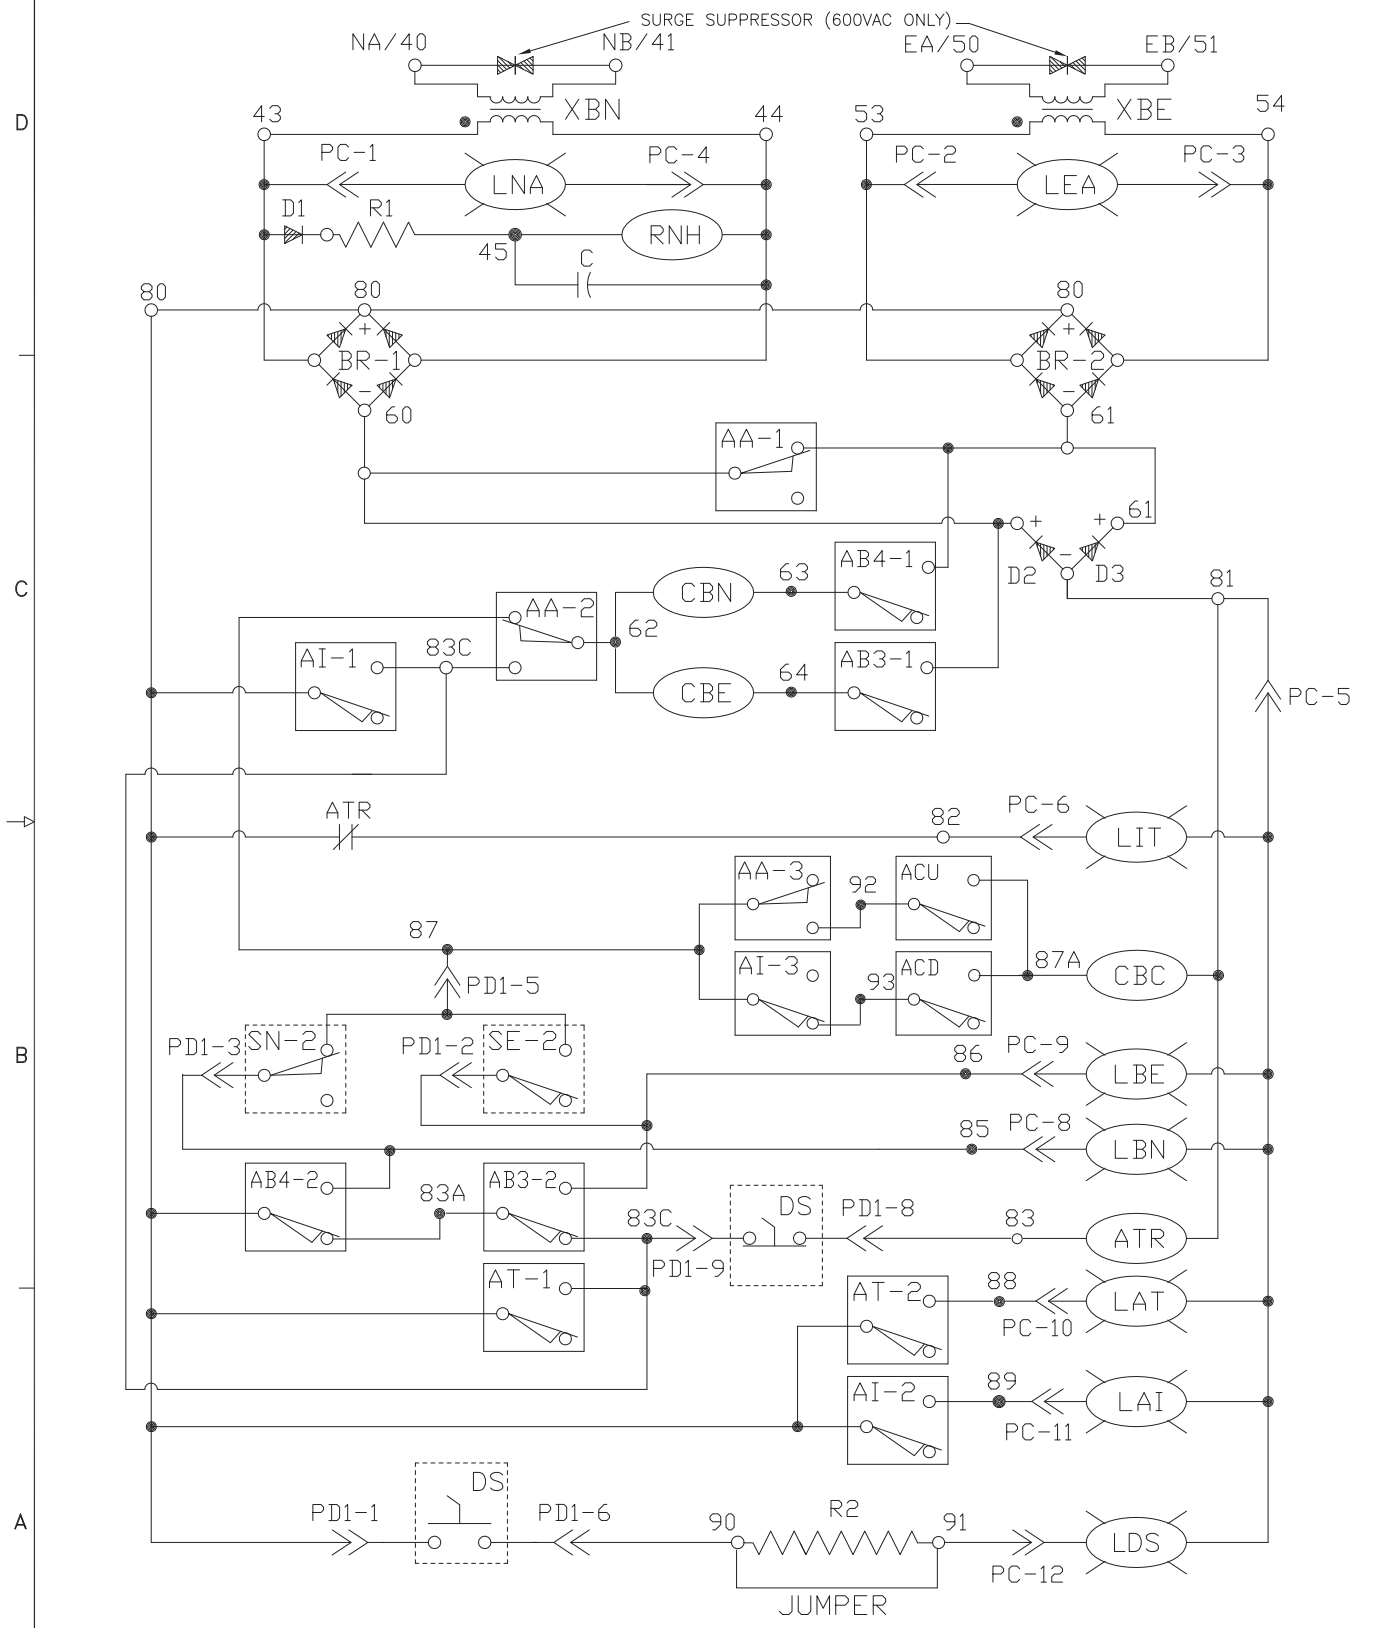 SURGE SUPPRESSOR (600VAC ONLY)
NA/40
NB/41
EA/50
EB/51
D
43
XBN
44
53
XBE
54
PC-1
PC-4
PC-2
PC-3
LNA
LEA
D1
R1
RNH
45
C
80
80
80
+
+
BR-1
BR-2
-
-
60
61
AA-1
+
+
61
-
D2
D3
C
AB4-1
63
CBN
81
AA-2
62
83C
AI-1
AB3-1
64
CBE
PC-5
ATR
82
PC-6
LIT
AA-3
92
ACU
87
AI-3
93
ACD
87A
CBC
PD1-5
B
PD1-3
SN-2
PD1-2
SE-2
86
PC-9
LBE
85
PC-8
LBN
AB4-2
83A
AB3-2
83C
DS
PD1-8
83
ATR
PD1-9
AT-1
AT-2
88
LAT
PC-10
AI-2
89
LAI
PC-11
A
DS
PD1-1
PD1-6
90
R2
91
LDS
PC-12
JUMPER